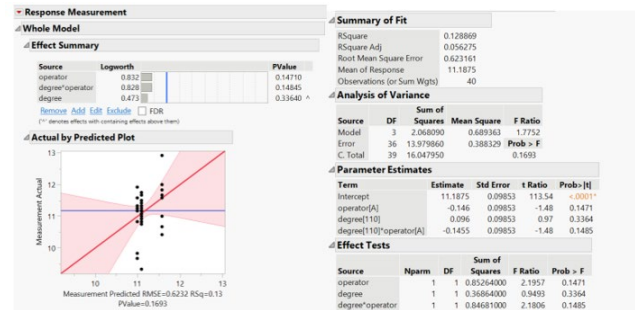 Response Measurement
Whole Model
Effect Summary
Source Logworth PValue
operator 0.832 0.14710
degree*operator 0.828 0.14845
degree 0.473 0.33640 ^
Remove Add Edit Exclude FDR
('^' denotes effects with containing effects above them)
Actual by Predicted Plot
Measurement Actual
13
12
11
10
10 11 12 13
Measurement Predicted RMSE=0.6232 RSq=0.13
PValue=0.1693
Summary of Fit
RSquare 0.128869
RSquare Adj 0.056275
Root Mean Square Error 0.623161
Mean of Response 11.1875
Observations (or Sum Wgts) 40
Analysis of Variance
Sum of
Source DF Squares Mean Square F Ratio
Model 3 2.068090 0.689363 1.7752
Error 36 13.979860 0.388329 Prob > F
C. Total 39 16.047950 0.1693
Parameter Estimates
Term Estimate Std Error t Ratio Prob>|t|
Intercept 11.1875 0.09853 113.54 <.0001*
operator[A] -0.146 0.09853 -1.48 0.1471
degree[110] 0.096 0.09853 0.97 0.3364
degree[110]*operator[A] -0.1455 0.09853 -1.48 0.1485
Effect Tests
Sum of
Source Nparm DF Squares F Ratio Prob > F
operator 1 1 0.85264000 2.1957 0.1471
degree 1 1 0.36864000 0.9493 0.3364
degree*operator 1 1 0.84681000 2.1806 0.1485